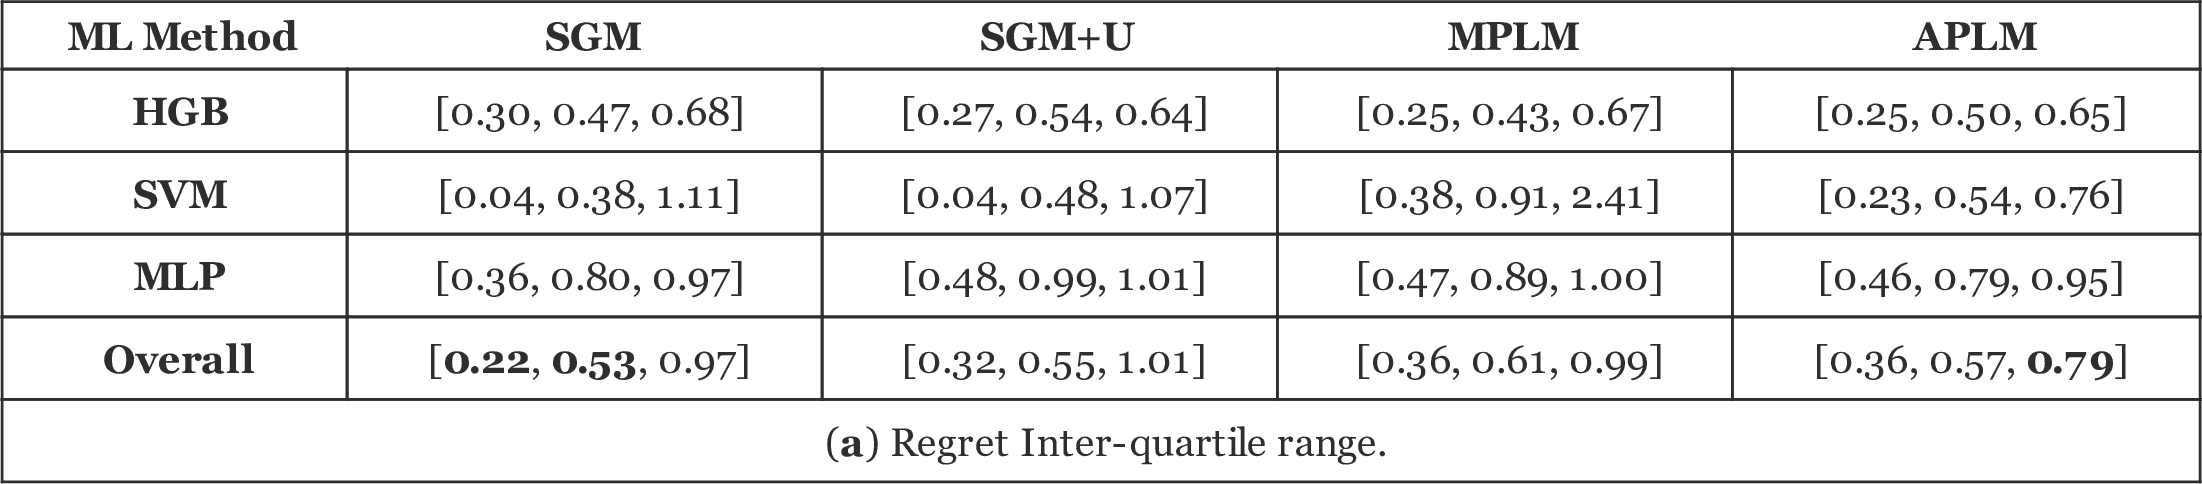 ML Method SGM SGM+U MPLM APLM
HGB [0.30, 0.47, 0.68] [0.27, 0.54, 0.64] [0.25, 0.43, 0.67] [0.25, 0.50, 0.65]
SVM [0.04, 0.38, 1.11] [0.04, 0.48, 1.07] [0.38, 0.91, 2.41] [0.23, 0.54, 0.76]
MLP [0.36, 0.80, 0.97] [0.48, 0.99, 1.01] [0.47, 0.89, 1.00] [0.46, 0.79, 0.95]
Overall [0.22, 0.53, 0.97] [0.32, 0.55, 1.01] [0.36, 0.61, 0.99] [0.36, 0.57, 0.79]
(a) Regret Inter-quartile range.